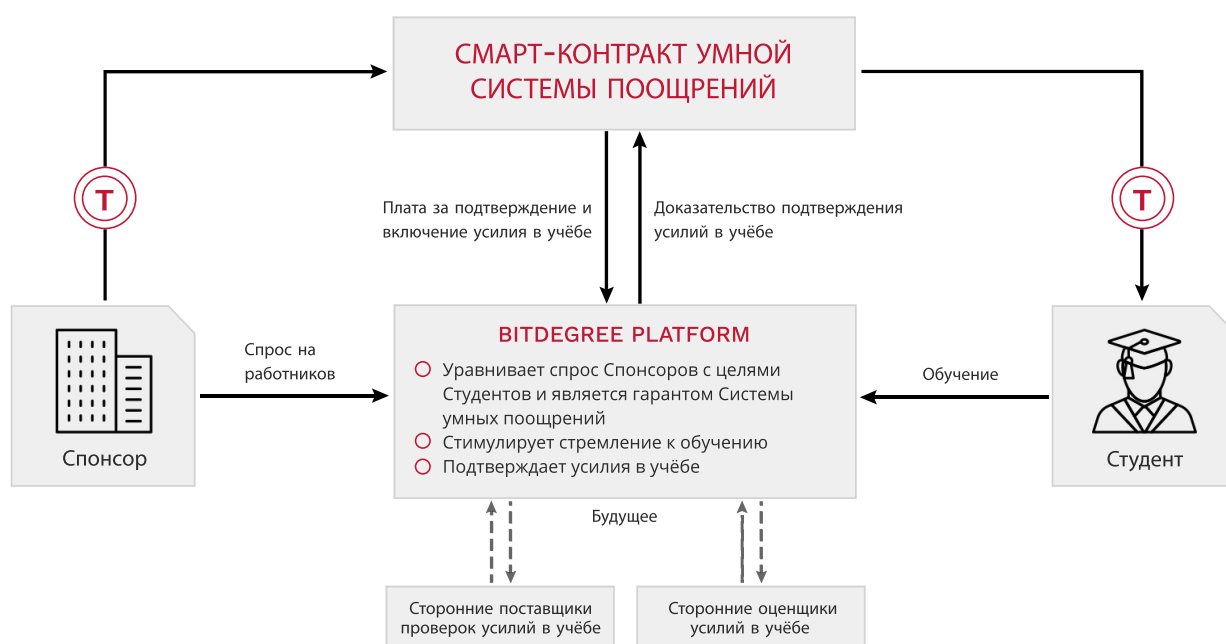 СМАРТ-КОНТРАКТ УМНОЙ
СИСТЕМЫ ПООЩРЕНИЙ
T
T
Плата за подтверждение и
включение усилия в учёбе
Доказательство подтверждения
усилий в учёбе
Спонсор
Спрос на
работников
BITDEGREE PLATFORM
Уравнивает спрос Спонсоров с целями
Студентов и является гарантом Системы
умных поощрений
Стимулирует стремление к обучению
Подтверждает усилия в учёбе
Обучение
Студент
Будущее
Сторонние поставщики
проверок усилий в учёбе
Сторонние оценщики
усилий в учёбе